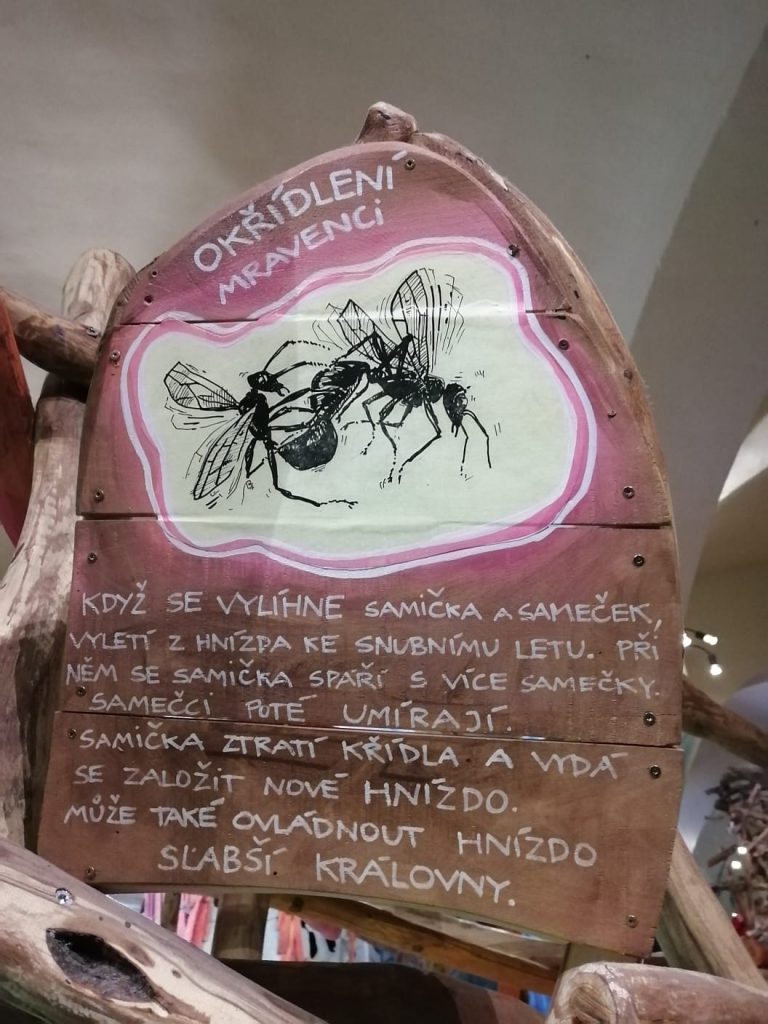 OKŘÍDLENÍ
MRAVENCI
KDYŽ SE VYLÍHNE SAMIČKA A SAMEČEK,
VYLETÍ Z HNÍZDA KE SNUBNÍMU LETU. PŘI
NĚM SE SAMIČKA SPAŘÍ S VÍCE SAMEČKY.
SAMEČCI POTÉ UMÍRAJÍ.
SAMIČKA ZTRATÍ KŘÍDLA A VYDÁ
SE ZALOŽIT NOVÉ HNÍZDO.
MŮŽE TAKÉ OVLÁDNOUT HNÍZDO
SLABŠÍ KRÁLOVNY.